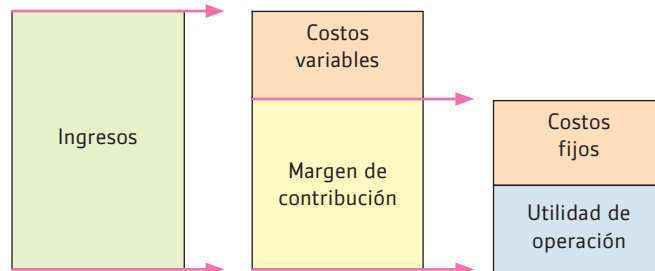 Ingresos
Costos
variables
Margen de
contribución
Costos
fijos
Utilidad de
operación